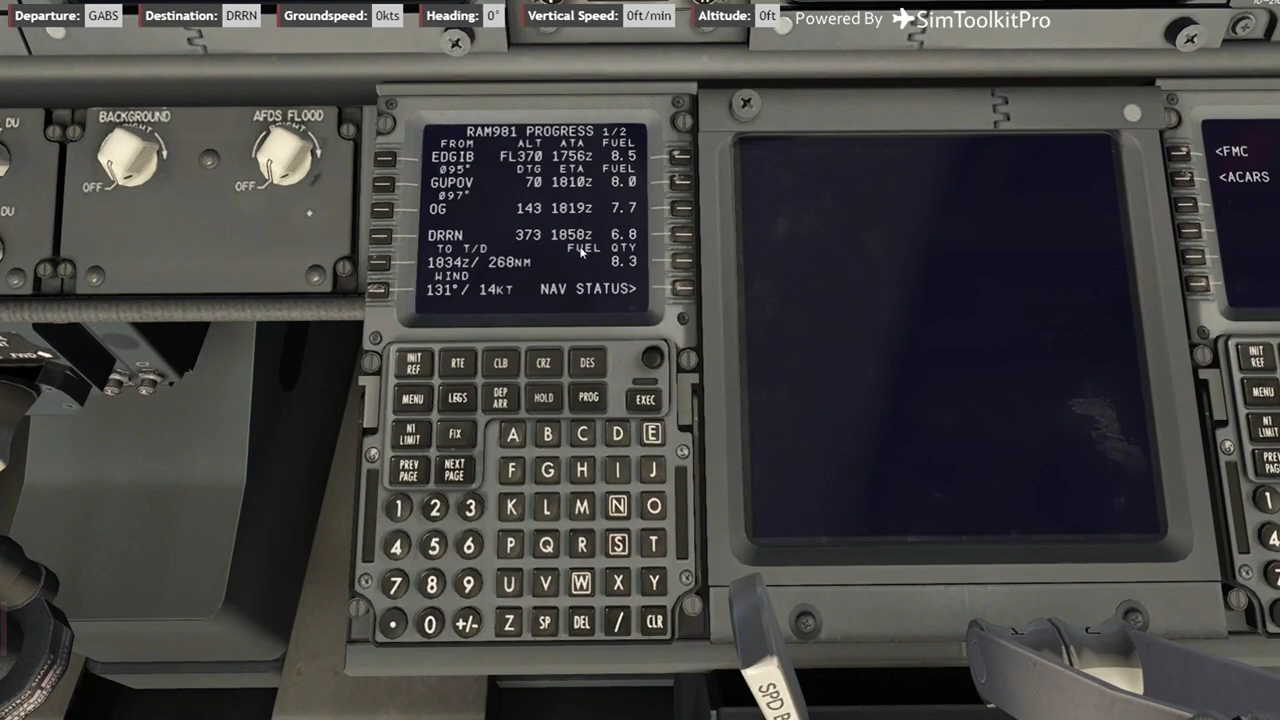 Departure: GABS Destination: DRRN Groundspeed: 0kts Heading: 0° Vertical Speed: 0ft/min Altitude: 0ft Powered By SimToolkitPro
BACKGROUND
OFF
AFDS FLOOD
OFF
DU
DU
RAM981 PROGRESS 1/2
FROM ALT ATA FUEL
EDGIB FL370 1756z 8.5
095° DTG ETA FUEL
GUPOV 70 1810z 8.0
097°
OG 143 1819z 7.7
DRRN 373 1858z 6.8
TO T/D FUEL QTY
1834z/ 268NM 8.3
WIND
131°/ 14KT NAV STATUS>
<FMC
<ACARS
INIT REF RTE CLB CRZ DES
MENU LEGS DEP ARR HOLD PROG EXEC
N1 LIMIT FIX A B C D E
PREV PAGE NEXT PAGE F G H I J
1 2 3 K L M N O
4 5 6 P Q R S T
7 8 9 U V W X Y
. 0 +/- Z SP DEL / CLR
INIT REF
MENU
N1 LIMIT
1
4
SPD B